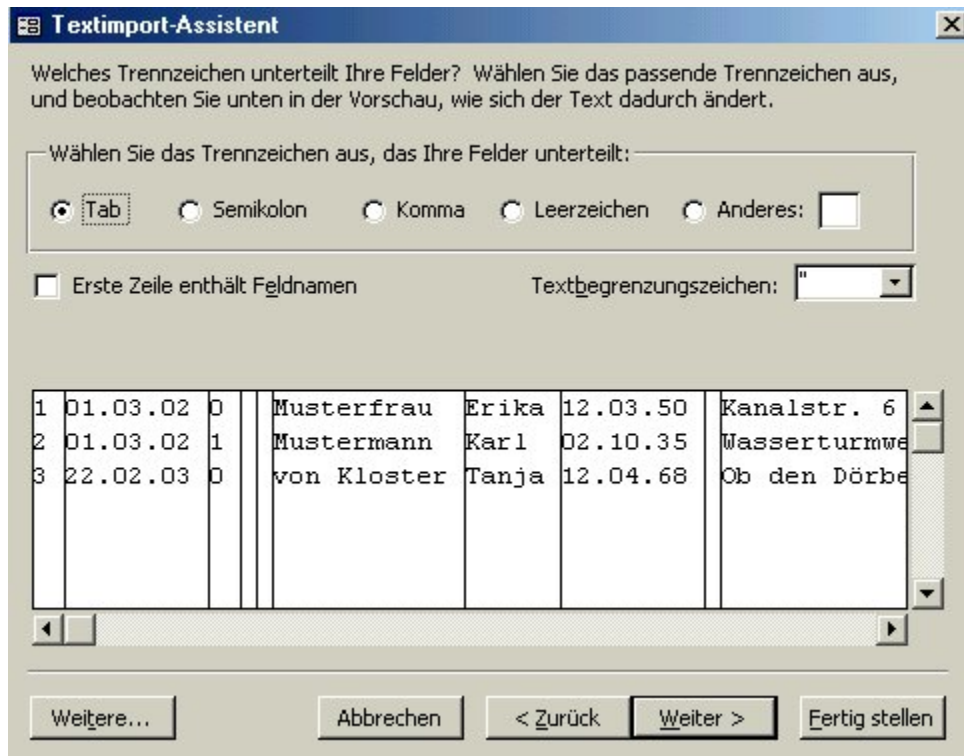 Textimport-Assistent
Welches Trennzeichen unterteilt Ihre Felder? Wählen Sie das passende Trennzeichen aus,
und beobachten Sie unten in der Vorschau, wie sich der Text dadurch ändert.
Wählen Sie das Trennzeichen aus, das Ihre Felder unterteilt:
Tab Semikolon Komma Leerzeichen Anderes:
Erste Zeile enthält Feldnamen Textbegrenzungszeichen: "
1 01.03.02 0 Musterfrau Erika 12.03.50 Kanalstr. 6
2 01.03.02 1 Mustermann Karl 02.10.35 Wasserturmwe
3 22.02.03 0 von Kloster Tanja 12.04.68 Ob den Dörbe
Weitere... Abbrechen < Zurück Weiter > Fertig stellen